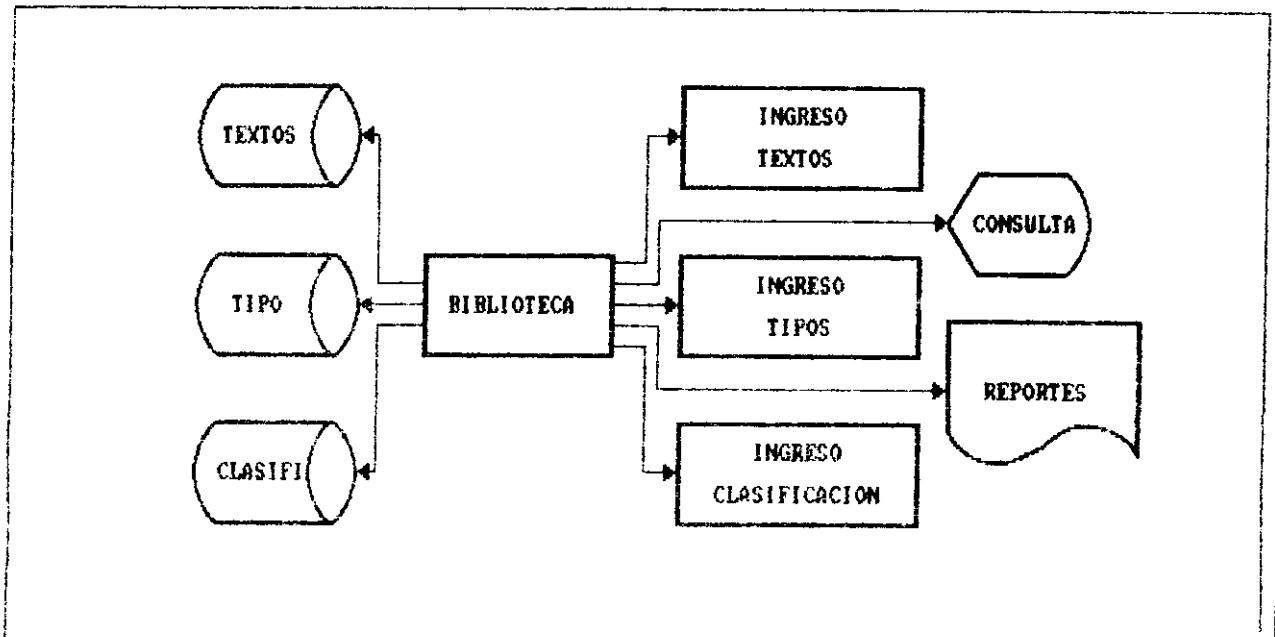 TEXTOS
INGRESO
TEXTOS
CONSULTA
TIPO
BIBLIOTECA
INGRESO
TIPOS
REPORTES
CLASIFI
INGRESO
CLASIFICACION